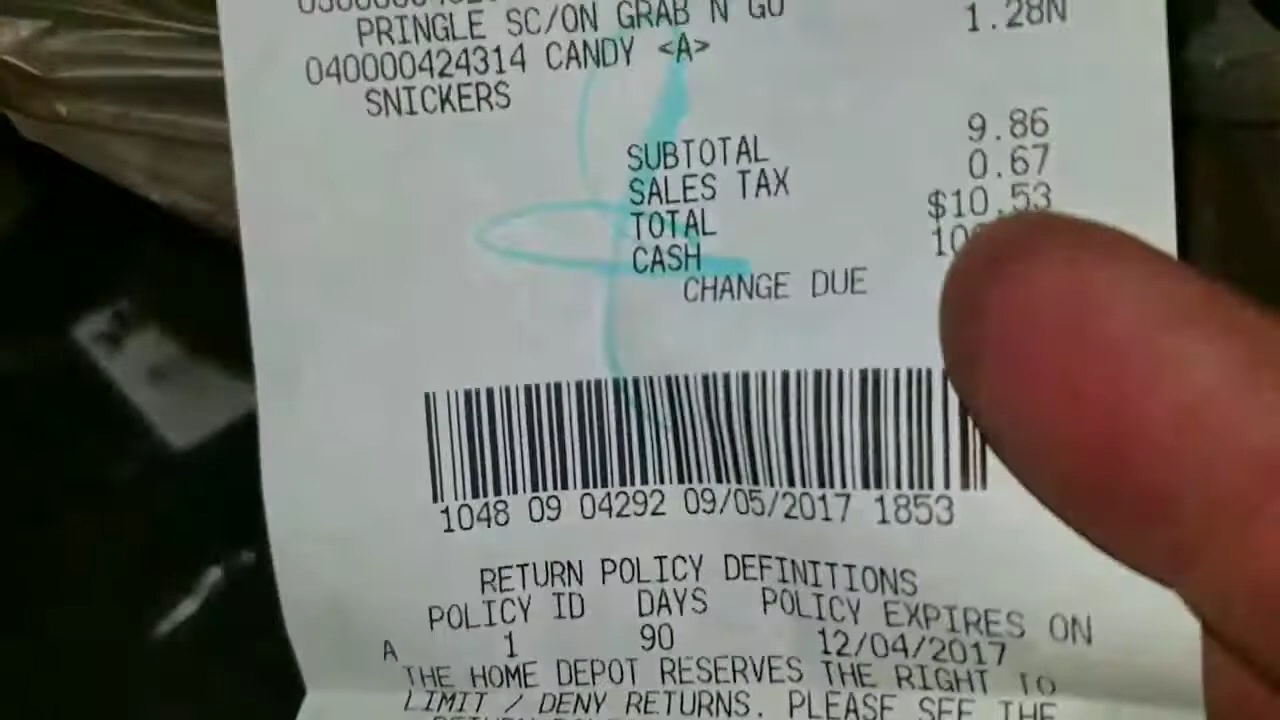 PRINGLE SC/ON GRAB N GO 1.28N
040000424314 CANDY <A>
SNICKERS
SUBTOTAL 9.86
SALES TAX 0.67
TOTAL $10.53
CASH
CHANGE DUE
1048 09 04292 09/05/2017 1853
RETURN POLICY DEFINITIONS
POLICY ID DAYS POLICY EXPIRES ON
A 1 90 12/04/2017
THE HOME DEPOT RESERVES THE RIGHT TO
LIMIT / DENY RETURNS. PLEASE SEE THE